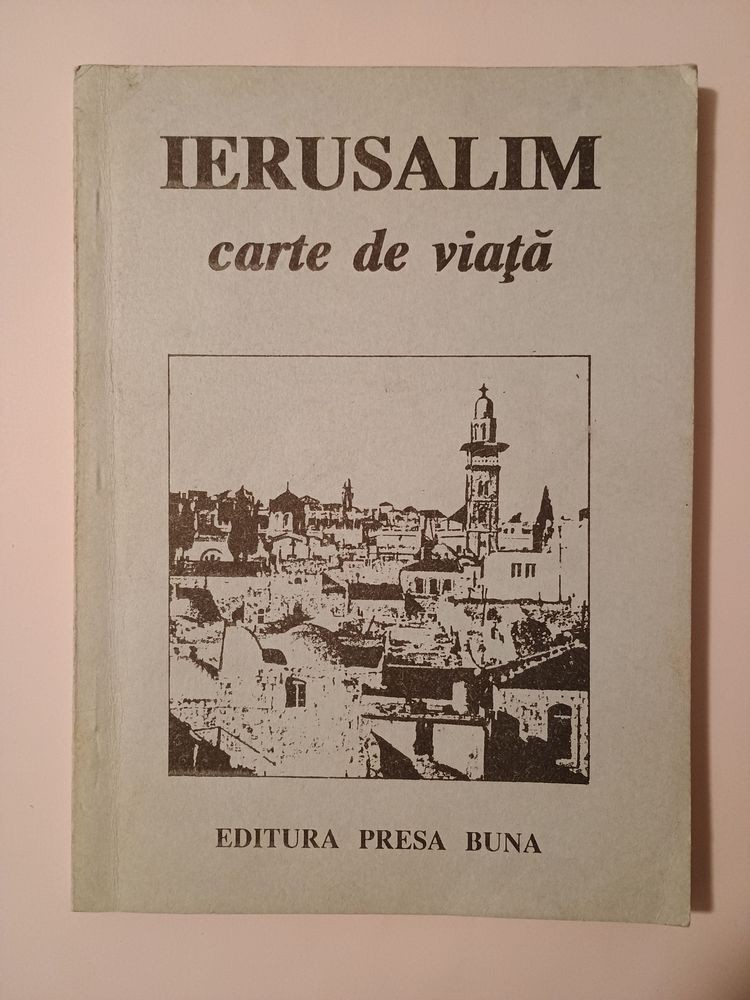 IERUSALIM
carte de viaţă
EDITURA PRESA BUNA